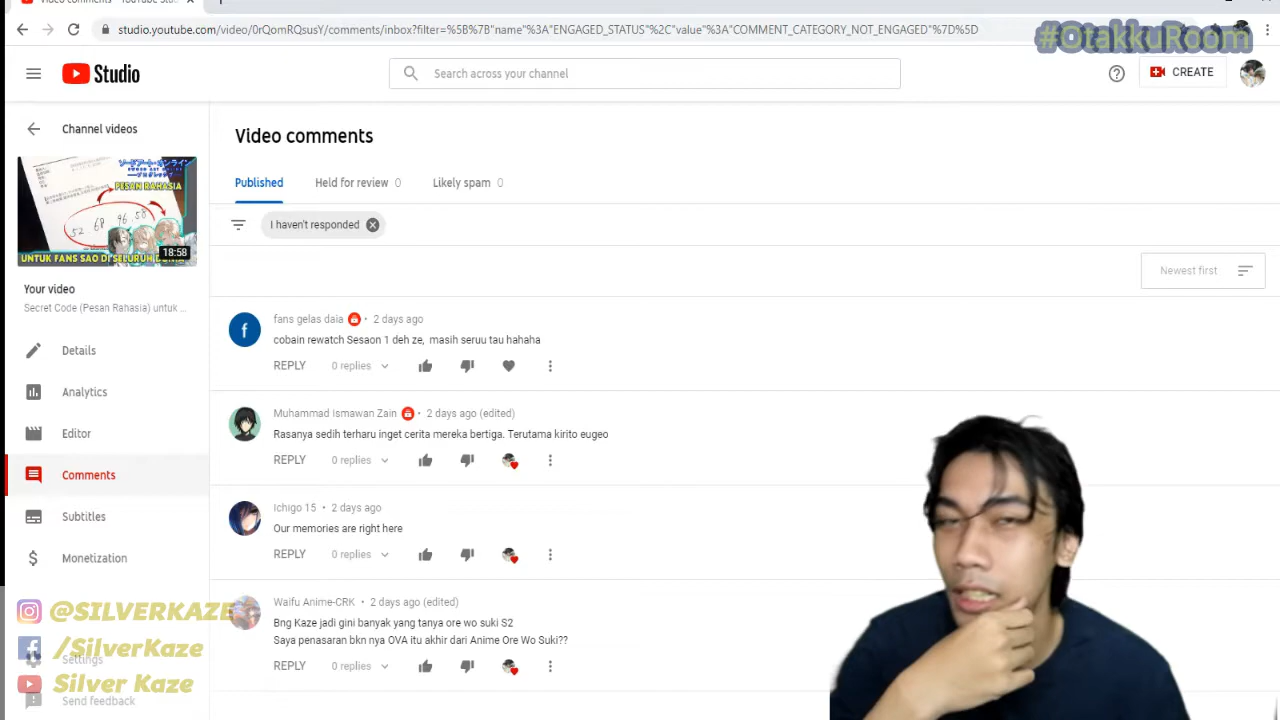 studio.youtube.com/video/0rQomRQsusY/comments/inbox?filter=%5B%7B"name"%3A"ENGAGED_STATUS"%2C"value"%3A"COMMENT_CATEGORY_NOT_ENGAGED"%7D%5D
#OtakkuRoom
Studio
Search across your channel
CREATE
Channel videos
Video comments
PESAN RAHASIA
52 68 96.58
UNTUK FANS SAO DI SELURUH DUNIA
18:58
Published
Held for review 0
Likely spam 0
I haven't responded
Newest first
Your video
Secret Code (Pesan Rahasia) untuk ...
Details
Analytics
Editor
Comments
Subtitles
Monetization
Settings
Send feedback
f
fans gelas daia • 2 days ago
cobain rewatch Sesaon 1 deh ze, masih seruu tau hahaha
REPLY 0 replies
Muhammad Ismawan Zain • 2 days ago (edited)
Rasanya sedih terharu inget cerita mereka bertiga. Terutama kirito eugeo
REPLY 0 replies
Ichigo 15 • 2 days ago
Our memories are right here
REPLY 0 replies
Waifu Anime-CRK • 2 days ago (edited)
Bng Kaze jadi gini banyak yang tanya ore wo suki S2
Saya penasaran bkn nya OVA itu akhir dari Anime Ore Wo Suki??
REPLY 0 replies
@SILVERKAZE
/SilverKaze
Silver Kaze